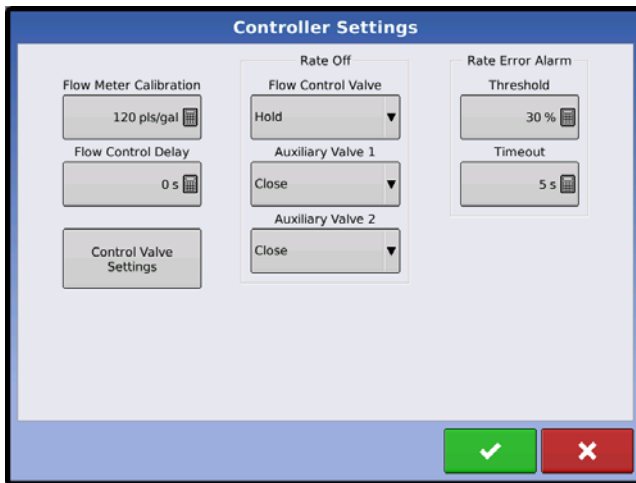 Controller Settings
Flow Meter Calibration
120 pls/gal
Flow Control Delay
0 s
Control Valve
Settings
Rate Off
Flow Control Valve
Hold
Auxiliary Valve 1
Close
Auxiliary Valve 2
Close
Rate Error Alarm
Threshold
30 %
Timeout
5 s